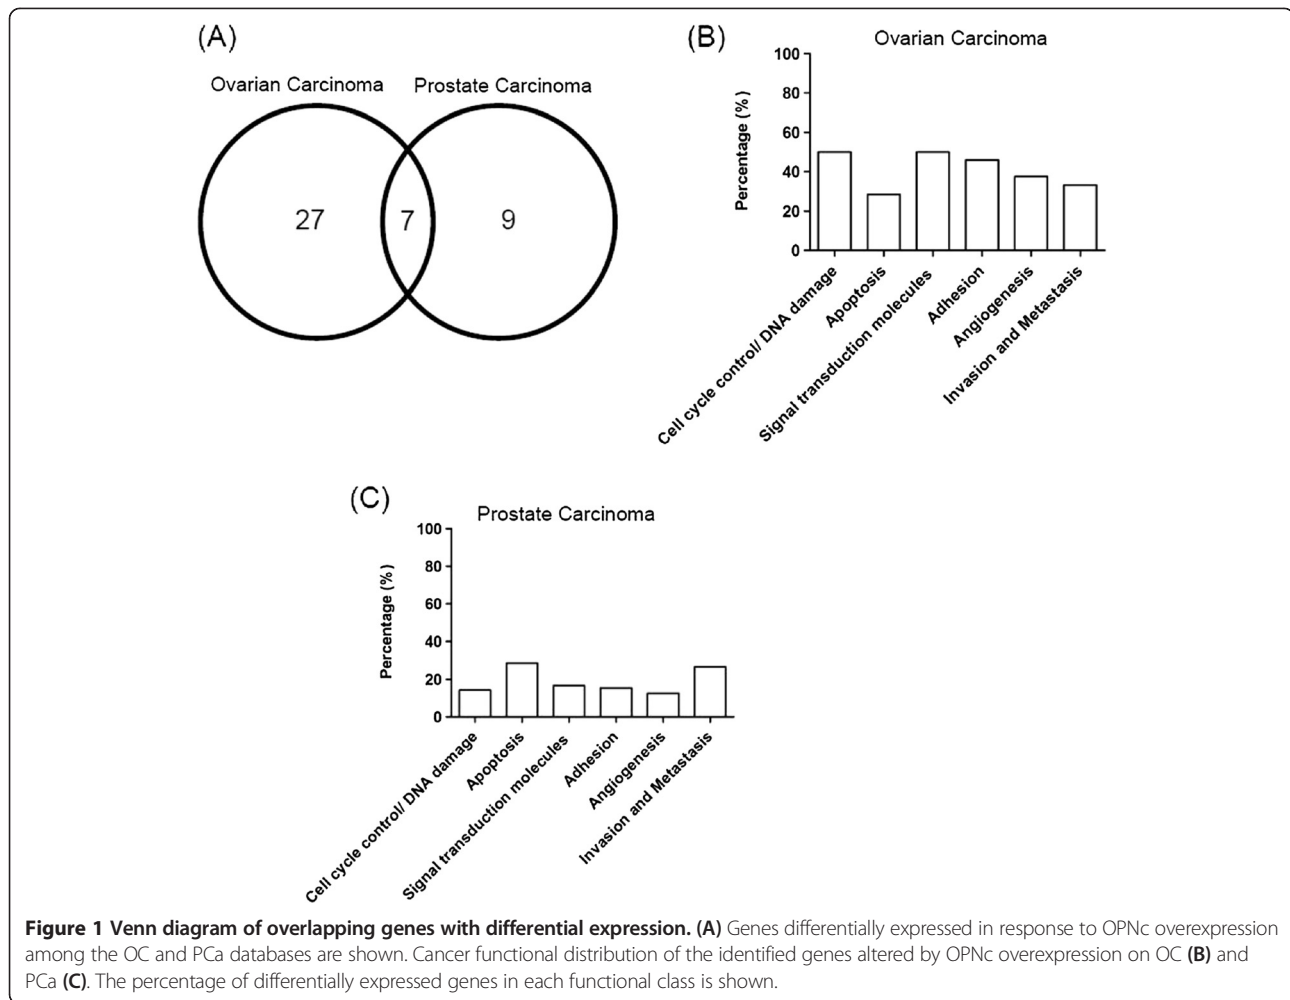 (A)
Ovarian Carcinoma
Prostate Carcinoma
27
7
9
(B)
Ovarian Carcinoma
Percentage (%)
100
80
60
40
20
0
Cell cycle control/ DNA damage
Apoptosis
Signal transduction molecules
Adhesion
Angiogenesis
Invasion and Metastasis
(C)
Prostate Carcinoma
Percentage (%)
100
80
60
40
20
0
Cell cycle control/ DNA damage
Apoptosis
Signal transduction molecules
Adhesion
Angiogenesis
Invasion and Metastasis
Figure 1 Venn diagram of overlapping genes with differential expression. (A) Genes differentially expressed in response to OPNc overexpression
among the OC and PCa databases are shown. Cancer functional distribution of the identified genes altered by OPNc overexpression on OC (B) and
PCa (C). The percentage of differentially expressed genes in each functional class is shown.